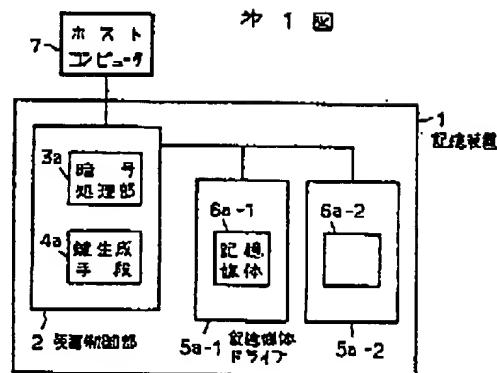 第 1 図
7
ホスト
コンピュータ
1
記憶装置
3a
暗号
処理部
4a
鍵生成
手段
6a-1
記憶
媒体
6a-2
2 装置制御部
5a-1 記憶媒体
ドライブ
5a-2